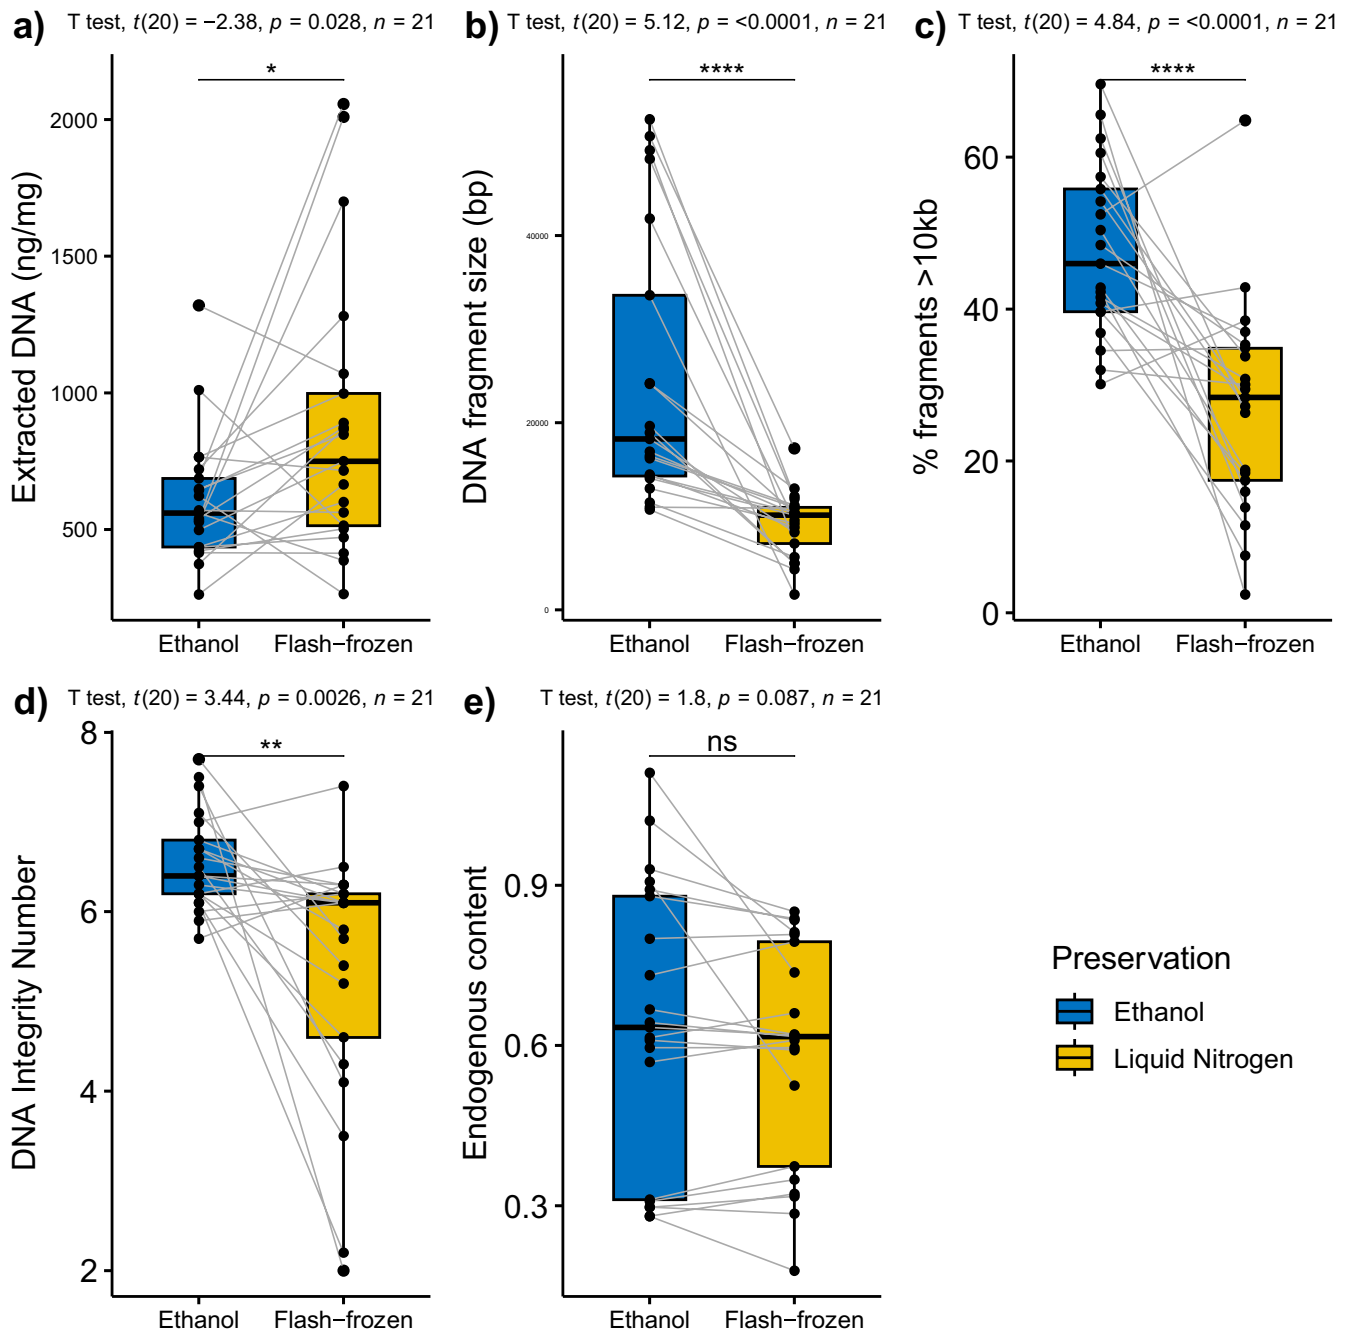 a) T test, t(20) = −2.38, p = 0.028, n = 21
*
Extracted DNA (ng/mg)
2000
1500
1000
500
Ethanol Flash−frozen
b) T test, t(20) = 5.12, p = <0.0001, n = 21
****
DNA fragment size (bp)
40000
20000
0
Ethanol Flash−frozen
c) T test, t(20) = 4.84, p = <0.0001, n = 21
****
% fragments >10kb
60
40
20
0
Ethanol Flash−frozen
d) T test, t(20) = 3.44, p = 0.0026, n = 21
**
DNA Integrity Number
8
6
4
2
Ethanol Flash−frozen
e) T test, t(20) = 1.8, p = 0.087, n = 21
ns
Endogenous content
0.9
0.6
0.3
Ethanol Flash−frozen
Preservation
Ethanol
Liquid Nitrogen